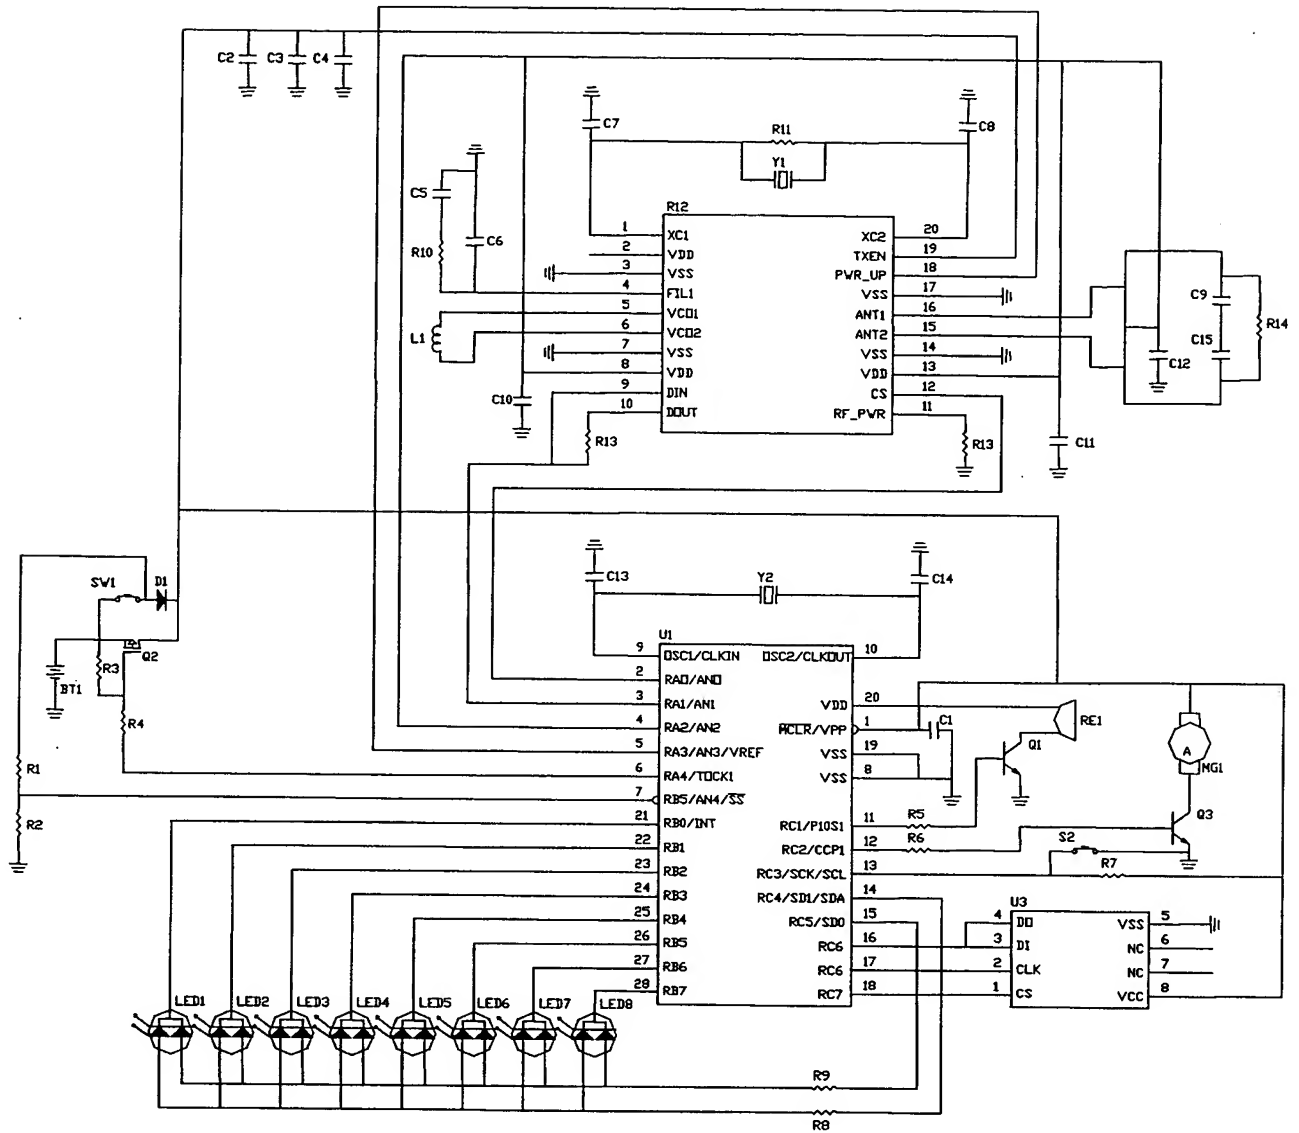 C2
C3
C4
C7
R11
C8
Y1
C5
C6
R10
L1
R12
1 XC1
2 VDD
3 VSS
4 FIL1
5 VCO1
6 VCO2
7 VSS
8 VDD
9 DIN
10 DOUT
XC2 20
TXEN 19
PWR_UP 18
VSS 17
ANT1 16
ANT2 15
VSS 14
VDD 13
CS 12
RF_PWR 11
C9
R14
C15
C12
C10
R13
R13
C11
SW1
D1
Q2
R3
BT1
R4
R1
R2
C13
Y2
C14
U1
9 OSC1/CLKIN
2 RA0/AN0
3 RA1/AN1
4 RA2/AN2
5 RA3/AN3/VREF
6 RA4/TOCK1
7 RB5/AN4/SS
21 RB0/INT
22 RB1
23 RB2
24 RB3
25 RB4
26 RB5
27 RB6
28 RB7
OSC2/CLKOUT 10
VDD 20
MCLR/VPP 1
VSS 19
VSS 8
RC1/P10S1 11
RC2/CCP1 12
RC3/SCK/SCL 13
RC4/SD1/SDA 14
RC5/SD0 15
RC6 16
RC6 17
RC7 18
C1
Q1
RE1
A
MG1
Q3
R5
R6
S2
R7
U3
4 DO
3 DI
2 CLK
1 CS
VSS 5
NC 6
NC 7
VCC 8
LED1
LED2
LED3
LED4
LED5
LED6
LED7
LED8
R9
R8